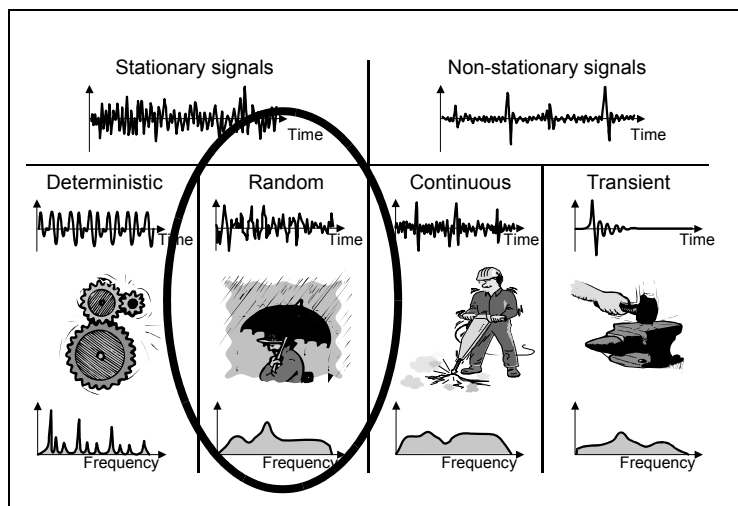 Stationary signals Non-stationary signals
Time Time
Deterministic Random Continuous Transient
Time Time Time Time
Frequency Frequency Frequency Frequency